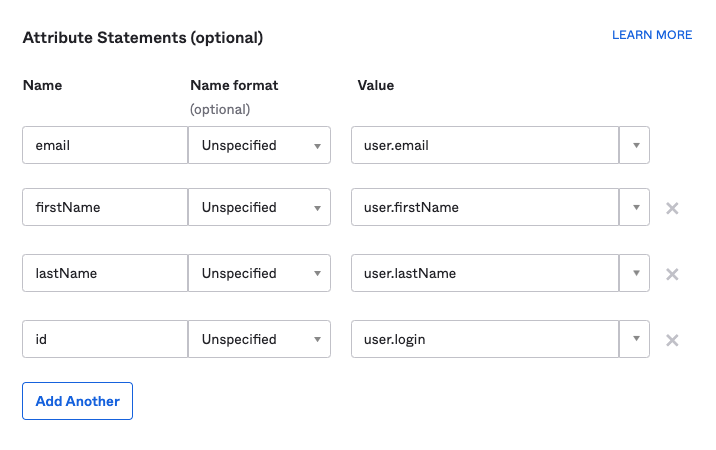 Attribute Statements (optional) LEARN MORE
Name Name format Value
(optional)
email Unspecified user.email
firstName Unspecified user.firstName
lastName Unspecified user.lastName
id Unspecified user.login
Add Another